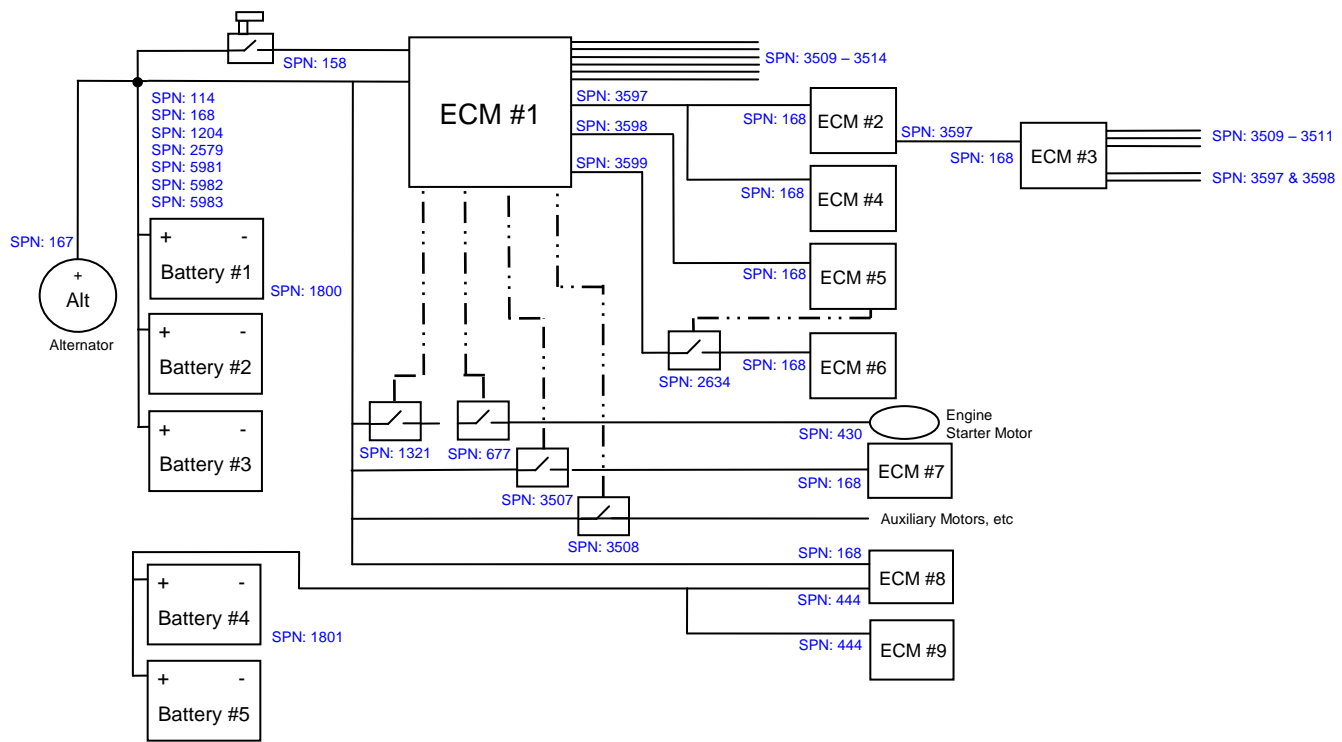 SPN: 158
ECM #1
SPN: 3509 – 3514
SPN: 3597
SPN: 3598
SPN: 3599
SPN: 168
ECM #2
SPN: 3597
SPN: 168
ECM #3
SPN: 3509 – 3511
SPN: 3597 & 3598
SPN: 168
ECM #4
SPN: 168
ECM #5
SPN: 2634
SPN: 168
ECM #6
SPN: 114
SPN: 168
SPN: 1204
SPN: 2579
SPN: 5981
SPN: 5982
SPN: 5983
SPN: 167
+
Alt
Alternator
+ -
Battery #1
SPN: 1800
+ -
Battery #2
+ -
Battery #3
SPN: 1321
SPN: 677
SPN: 430
Engine
Starter Motor
SPN: 3507
SPN: 168
ECM #7
SPN: 3508
Auxiliary Motors, etc
SPN: 168
ECM #8
SPN: 444
SPN: 444
ECM #9
+ -
Battery #4
SPN: 1801
+ -
Battery #5